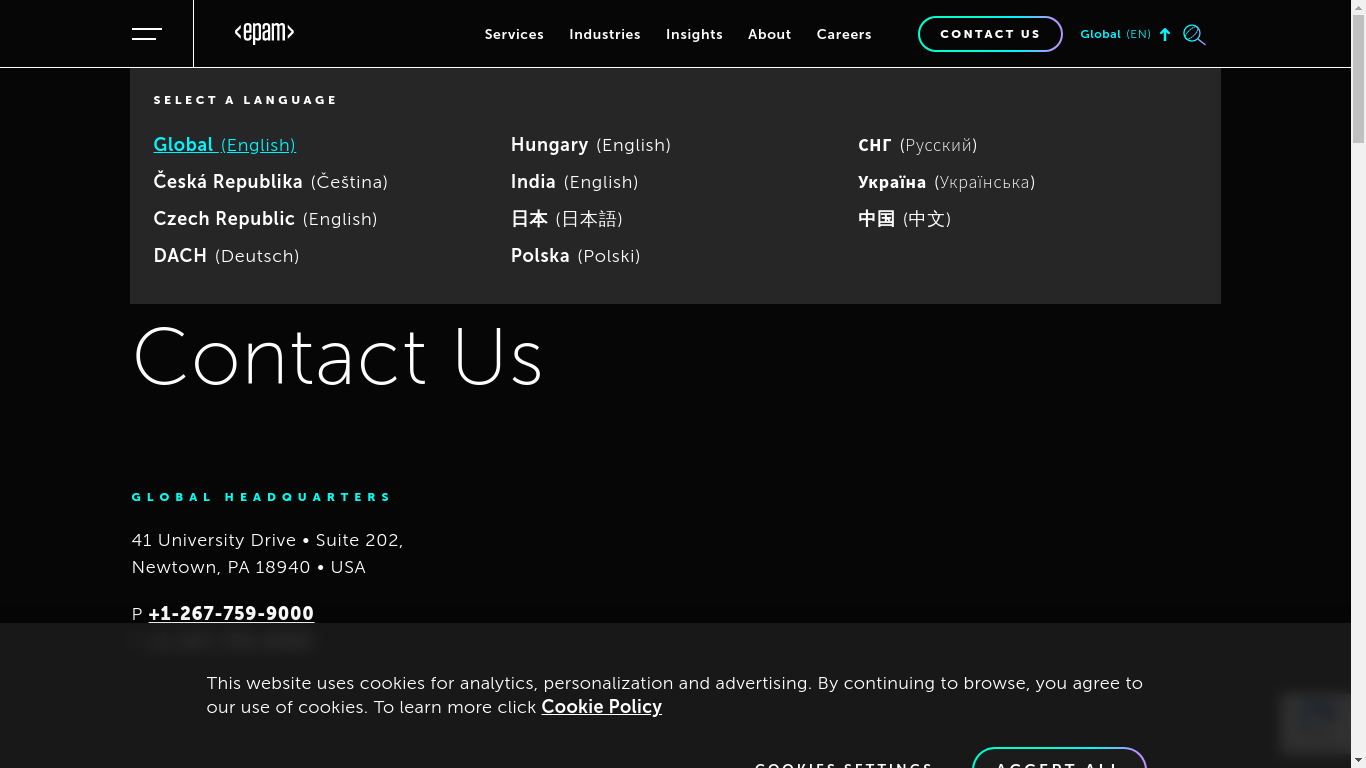 <epam>
Services Industries Insights About Careers CONTACT US Global (EN)
SELECT A LANGUAGE
Global (English)
Česká Republika (Čeština)
Czech Republic (English)
DACH (Deutsch)
Hungary (English)
India (English)
日本 (日本語)
Polska (Polski)
СНГ (Русский)
Україна (Українська)
中国 (中文)
Contact Us
GLOBAL HEADQUARTERS
41 University Drive • Suite 202,
Newtown, PA 18940 • USA
P +1-267-759-9000
This website uses cookies for analytics, personalization and advertising. By continuing to browse, you agree to
our use of cookies. To learn more click Cookie Policy
COOKIES SETTINGS ACCEPT ALL